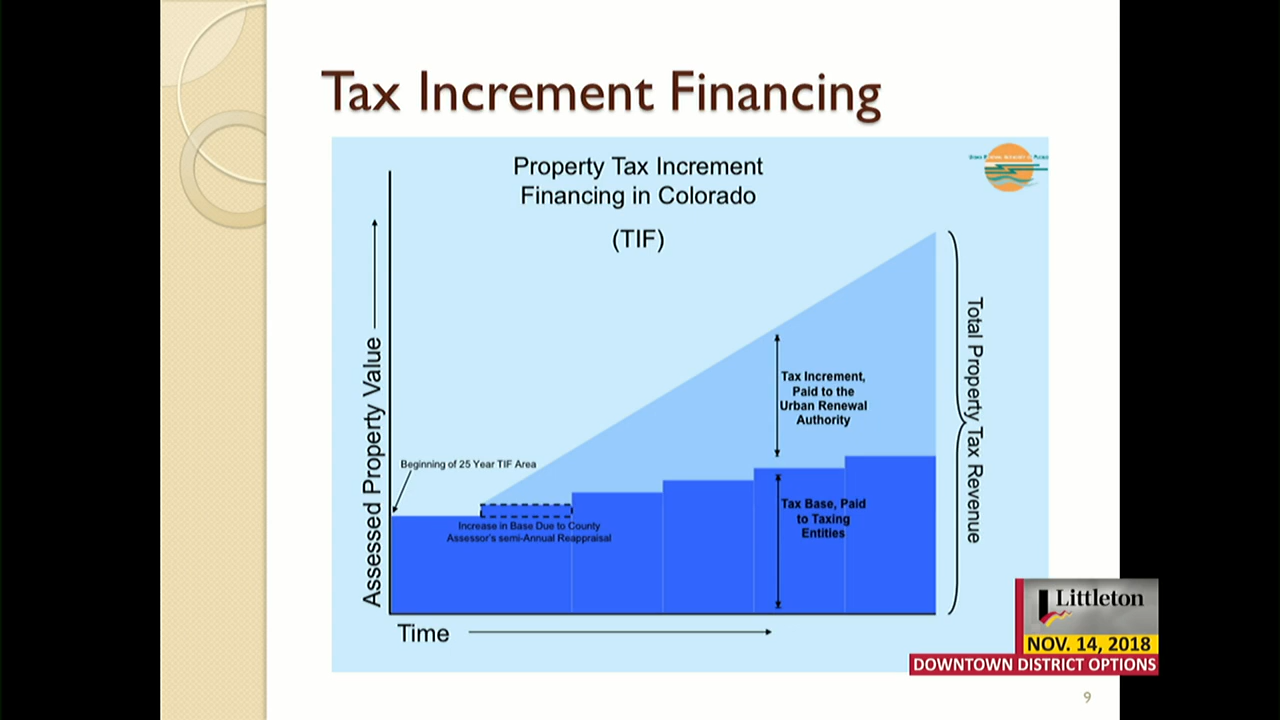 Tax Increment Financing
Property Tax Increment
Financing in Colorado
(TIF)
Assessed Property Value
Beginning of 25 Year TIF Area
Increase in Base Due to County
Assessor's semi-Annual Reappraisal
Tax Increment,
Paid to the
Urban Renewal
Authority
Tax Base, Paid
to Taxing
Entities
Total Property Tax Revenue
Time
Littleton
NOV. 14, 2018
DOWNTOWN DISTRICT OPTIONS
9